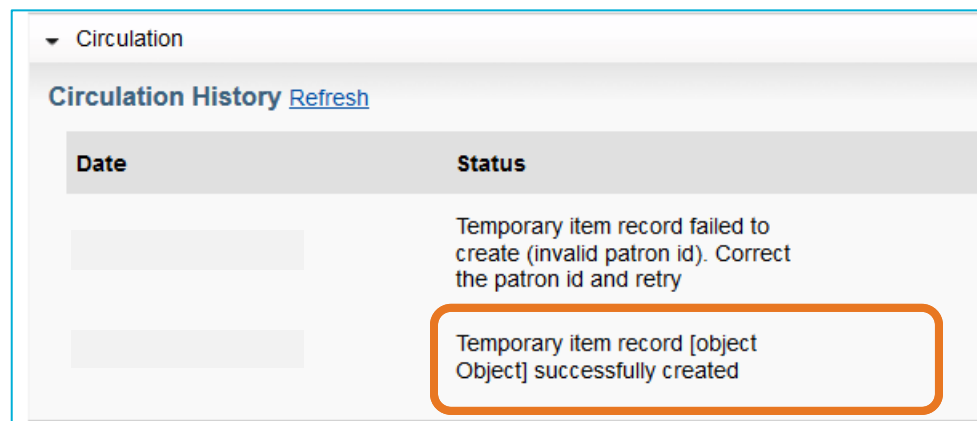 Circulation
Circulation History Refresh
Date Status
Temporary item record failed to
create (invalid patron id). Correct
the patron id and retry
Temporary item record [object
Object] successfully created